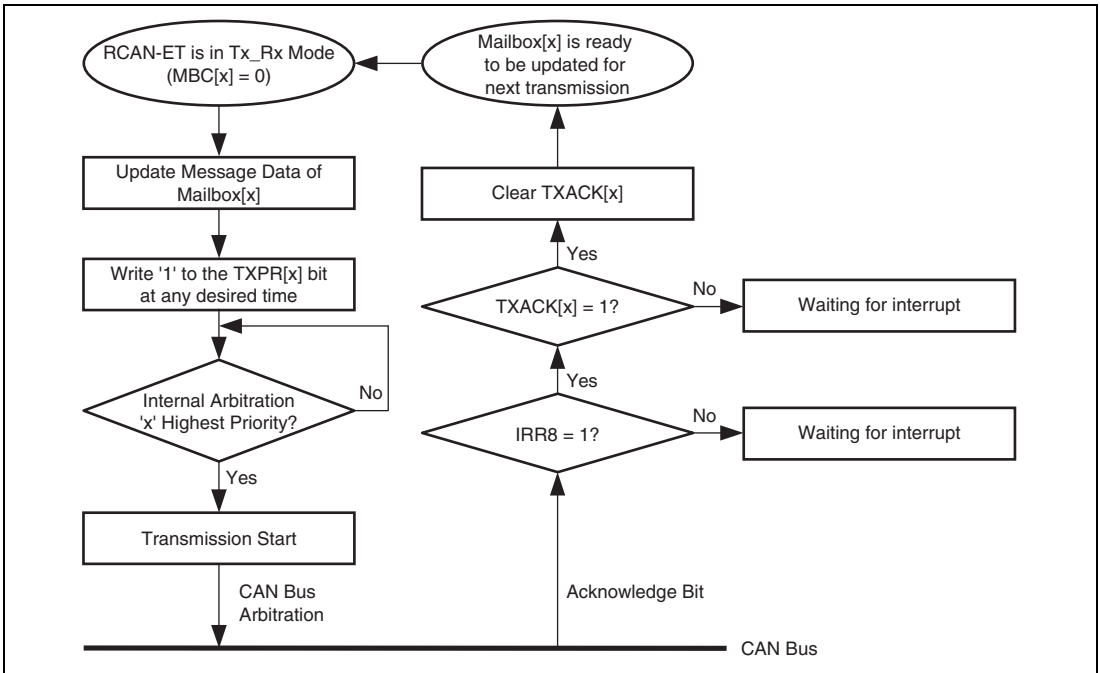 RCAN-ET is in Tx_Rx Mode
(MBC[x] = 0)
Mailbox[x] is ready
to be updated for
next transmission
Update Message Data of
Mailbox[x]
Clear TXACK[x]
Yes
Write '1' to the TXPR[x] bit
at any desired time
TXACK[x] = 1?
No
Waiting for interrupt
Yes
Internal Arbitration
'x' Highest Priority?
No
IRR8 = 1?
No
Waiting for interrupt
Yes
Transmission Start
CAN Bus
Arbitration
Acknowledge Bit
CAN Bus